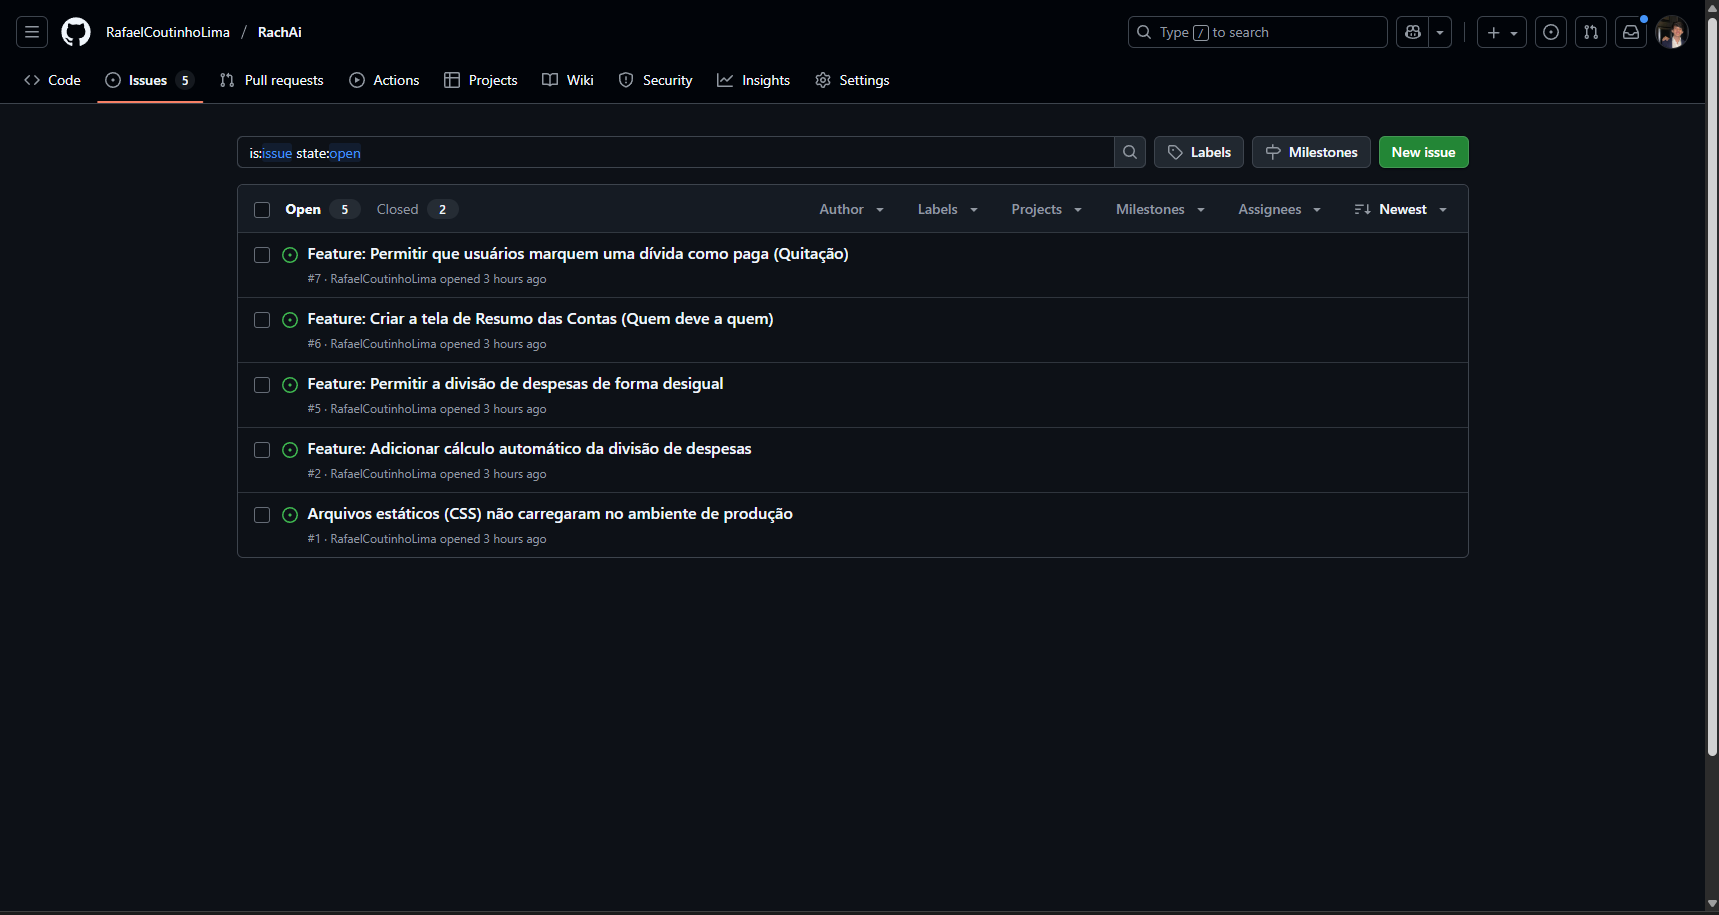 RafaelCoutinhoLima / RachAi
Type / to search
Code
Issues 5
Pull requests
Actions
Projects
Wiki
Security
Insights
Settings
is:issue state:open
Labels
Milestones
New issue
Open 5
Closed 2
Author
Labels
Projects
Milestones
Assignees
Newest
Feature: Permitir que usuários marquem uma dívida como paga (Quitação)
#7 · RafaelCoutinhoLima opened 3 hours ago
Feature: Criar a tela de Resumo das Contas (Quem deve a quem)
#6 · RafaelCoutinhoLima opened 3 hours ago
Feature: Permitir a divisão de despesas de forma desigual
#5 · RafaelCoutinhoLima opened 3 hours ago
Feature: Adicionar cálculo automático da divisão de despesas
#2 · RafaelCoutinhoLima opened 3 hours ago
Arquivos estáticos (CSS) não carregaram no ambiente de produção
#1 · RafaelCoutinhoLima opened 3 hours ago